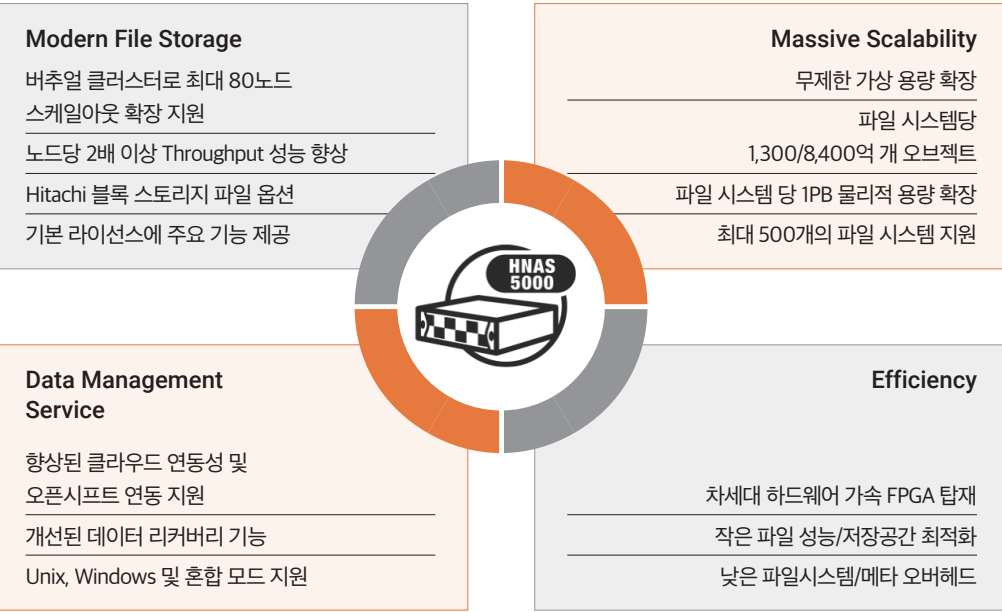 Modern File Storage
버추얼 클러스터로 최대 80노드
스케일아웃 확장 지원
노드당 2배 이상 Throughput 성능 향상
Hitachi 블록 스토리지 파일 옵션
기본 라이선스에 주요 기능 제공
Massive Scalability
무제한 가상 용량 확장
파일 시스템당
1,300/8,400억 개 오브젝트
파일 시스템 당 1PB 물리적 용량 확장
최대 500개의 파일 시스템 지원
HNAS
5000
Data Management
Service
향상된 클라우드 연동성 및
오픈시프트 연동 지원
개선된 데이터 리커버리 기능
Unix, Windows 및 혼합 모드 지원
Efficiency
차세대 하드웨어 가속 FPGA 탑재
작은 파일 성능/저장공간 최적화
낮은 파일시스템/메타 오버헤드